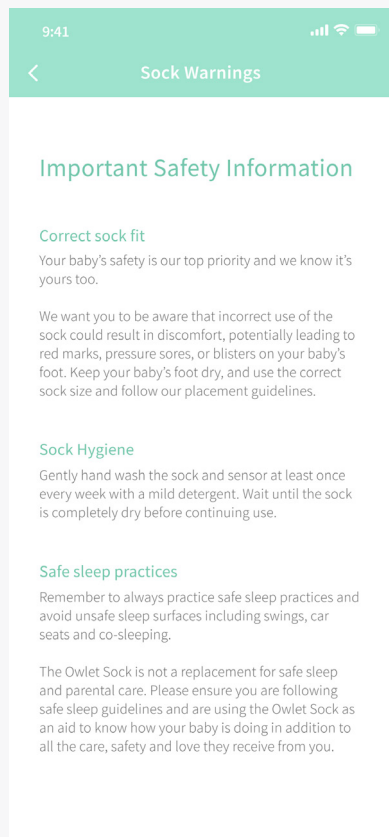 9:41
Sock Warnings
Important Safety Information
Correct sock fit
Your baby’s safety is our top priority and we know it’s
yours too.
We want you to be aware that incorrect use of the
sock could result in discomfort, potentially leading to
red marks, pressure sores, or blisters on your baby’s
foot. Keep your baby’s foot dry, and use the correct
sock size and follow our placement guidelines.
Sock Hygiene
Gently hand wash the sock and sensor at least once
every week with a mild detergent. Wait until the sock
is completely dry before continuing use.
Safe sleep practices
Remember to always practice safe sleep practices and
avoid unsafe sleep surfaces including swings, car
seats and co-sleeping.
The Owlet Sock is not a replacement for safe sleep
and parental care. Please ensure you are following
safe sleep guidelines and are using the Owlet Sock as
an aid to know how your baby is doing in addition to
all the care, safety and love they receive from you.